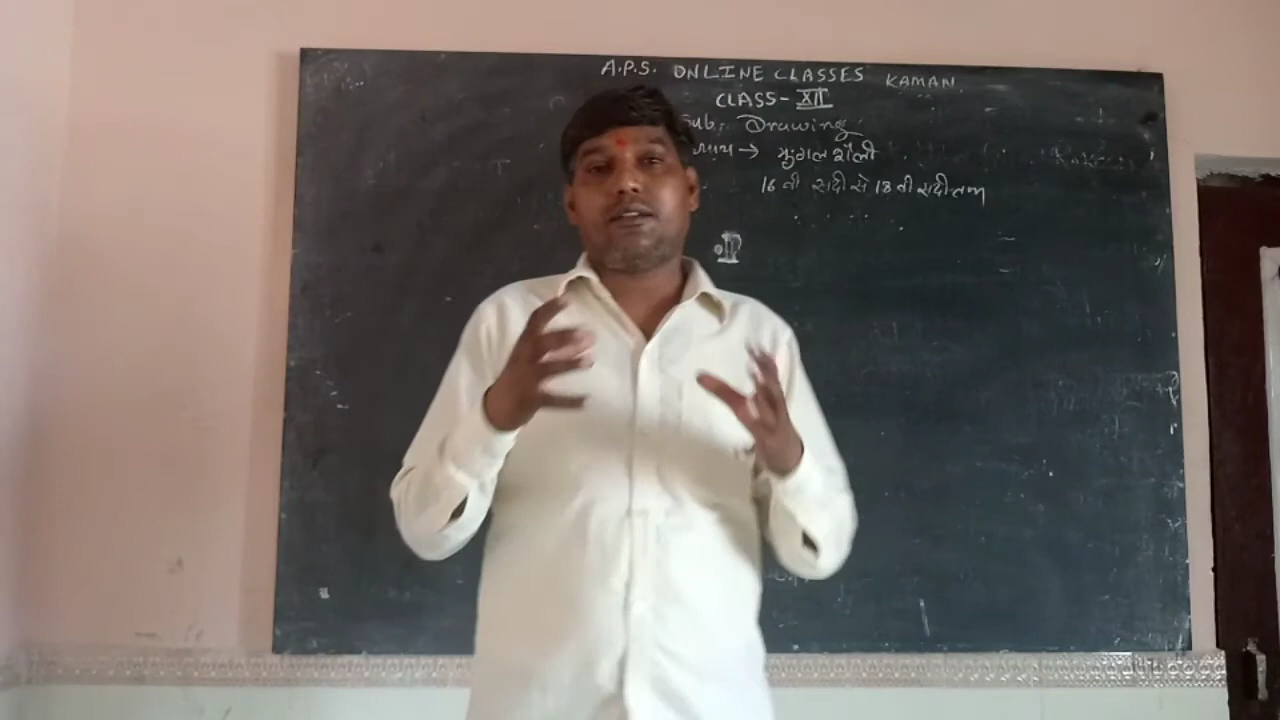 A.P.S. ONLINE CLASSES KAMAN
CLASS - XII
Sub. Drawing
→ मुगल शैली
16 वी सदी से 18 वी सदी तक